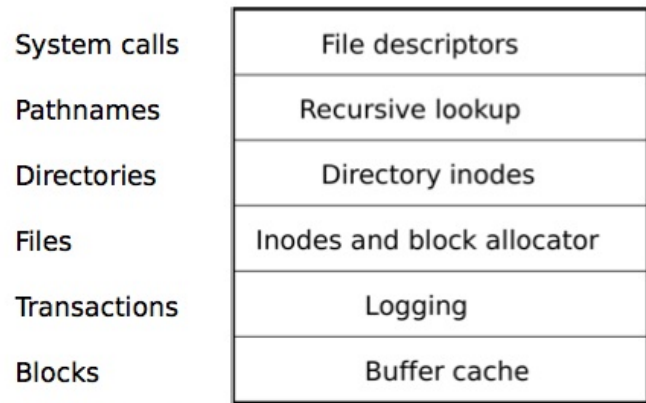 System calls File descriptors
Pathnames Recursive lookup
Directories Directory inodes
Files Inodes and block allocator
Transactions Logging
Blocks Buffer cache